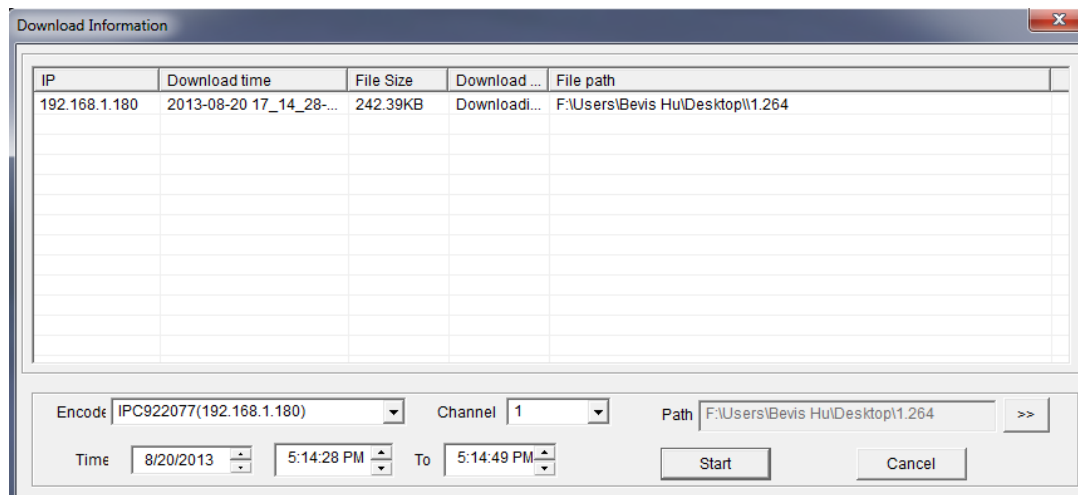 Download Information
IP Download time File Size Download ... File path
192.168.1.180 2013-08-20 17_14_28-... 242.39KB Downloadi... F:\Users\Bevis Hu\Desktop\\1.264
Encode IPC922077(192.168.1.180) Channel 1 Path F:\Users\Bevis Hu\Desktop\1.264 >>
Time 8/20/2013 5:14:28 PM To 5:14:49 PM Start Cancel